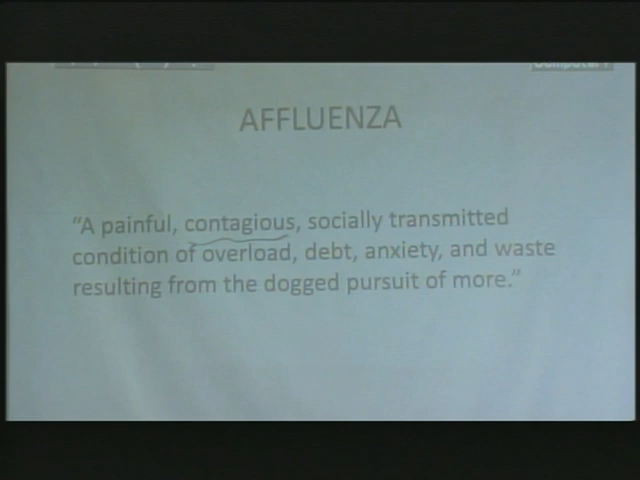 AFFLUENZA
"A painful, contagious, socially transmitted
condition of overload, debt, anxiety, and waste
resulting from the dogged pursuit of more."